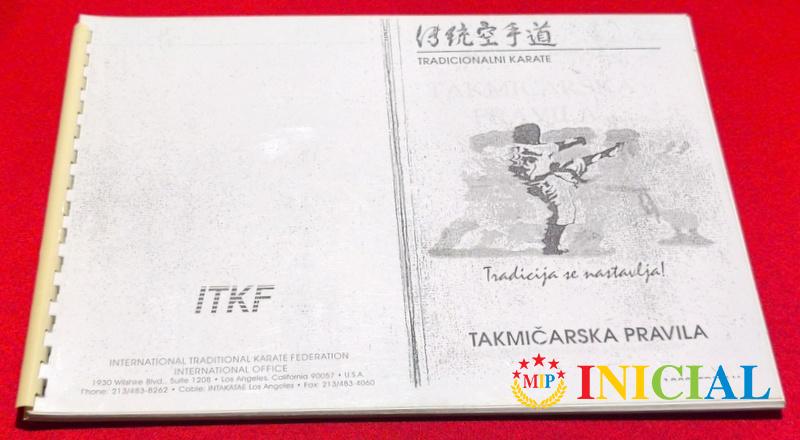 ITKF
INTERNATIONAL TRADITIONAL KARATE FEDERATION
INTERNATIONAL OFFICE
1930 Wilshire Blvd., Suite 1208 • Los Angeles, California 90057 • U.S.A.
Phone: 213/483-8262 • Cable: INTAKATAE Los Angeles • Fax: 213/483-4060
传统空手道
TRADICIONALNI KARATE
TAKMIČARSKA
PRAVILA
Tradicija se nastavlja!
TAKMIČARSKA PRAVILA
MIP
INICIAL